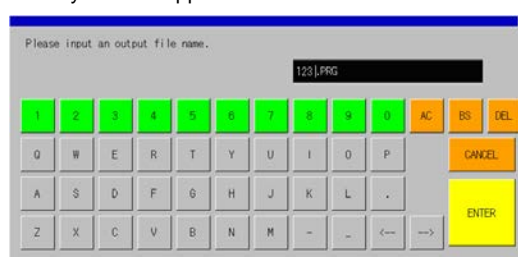 Please input an output file name.
123|.PRG
1 2 3 4 5 6 7 8 9 0 AC BS DEL
Q W E R T Y U I O P CANCEL
A S D F G H J K L .
ENTER
Z X C V B N M - _ <-- -->